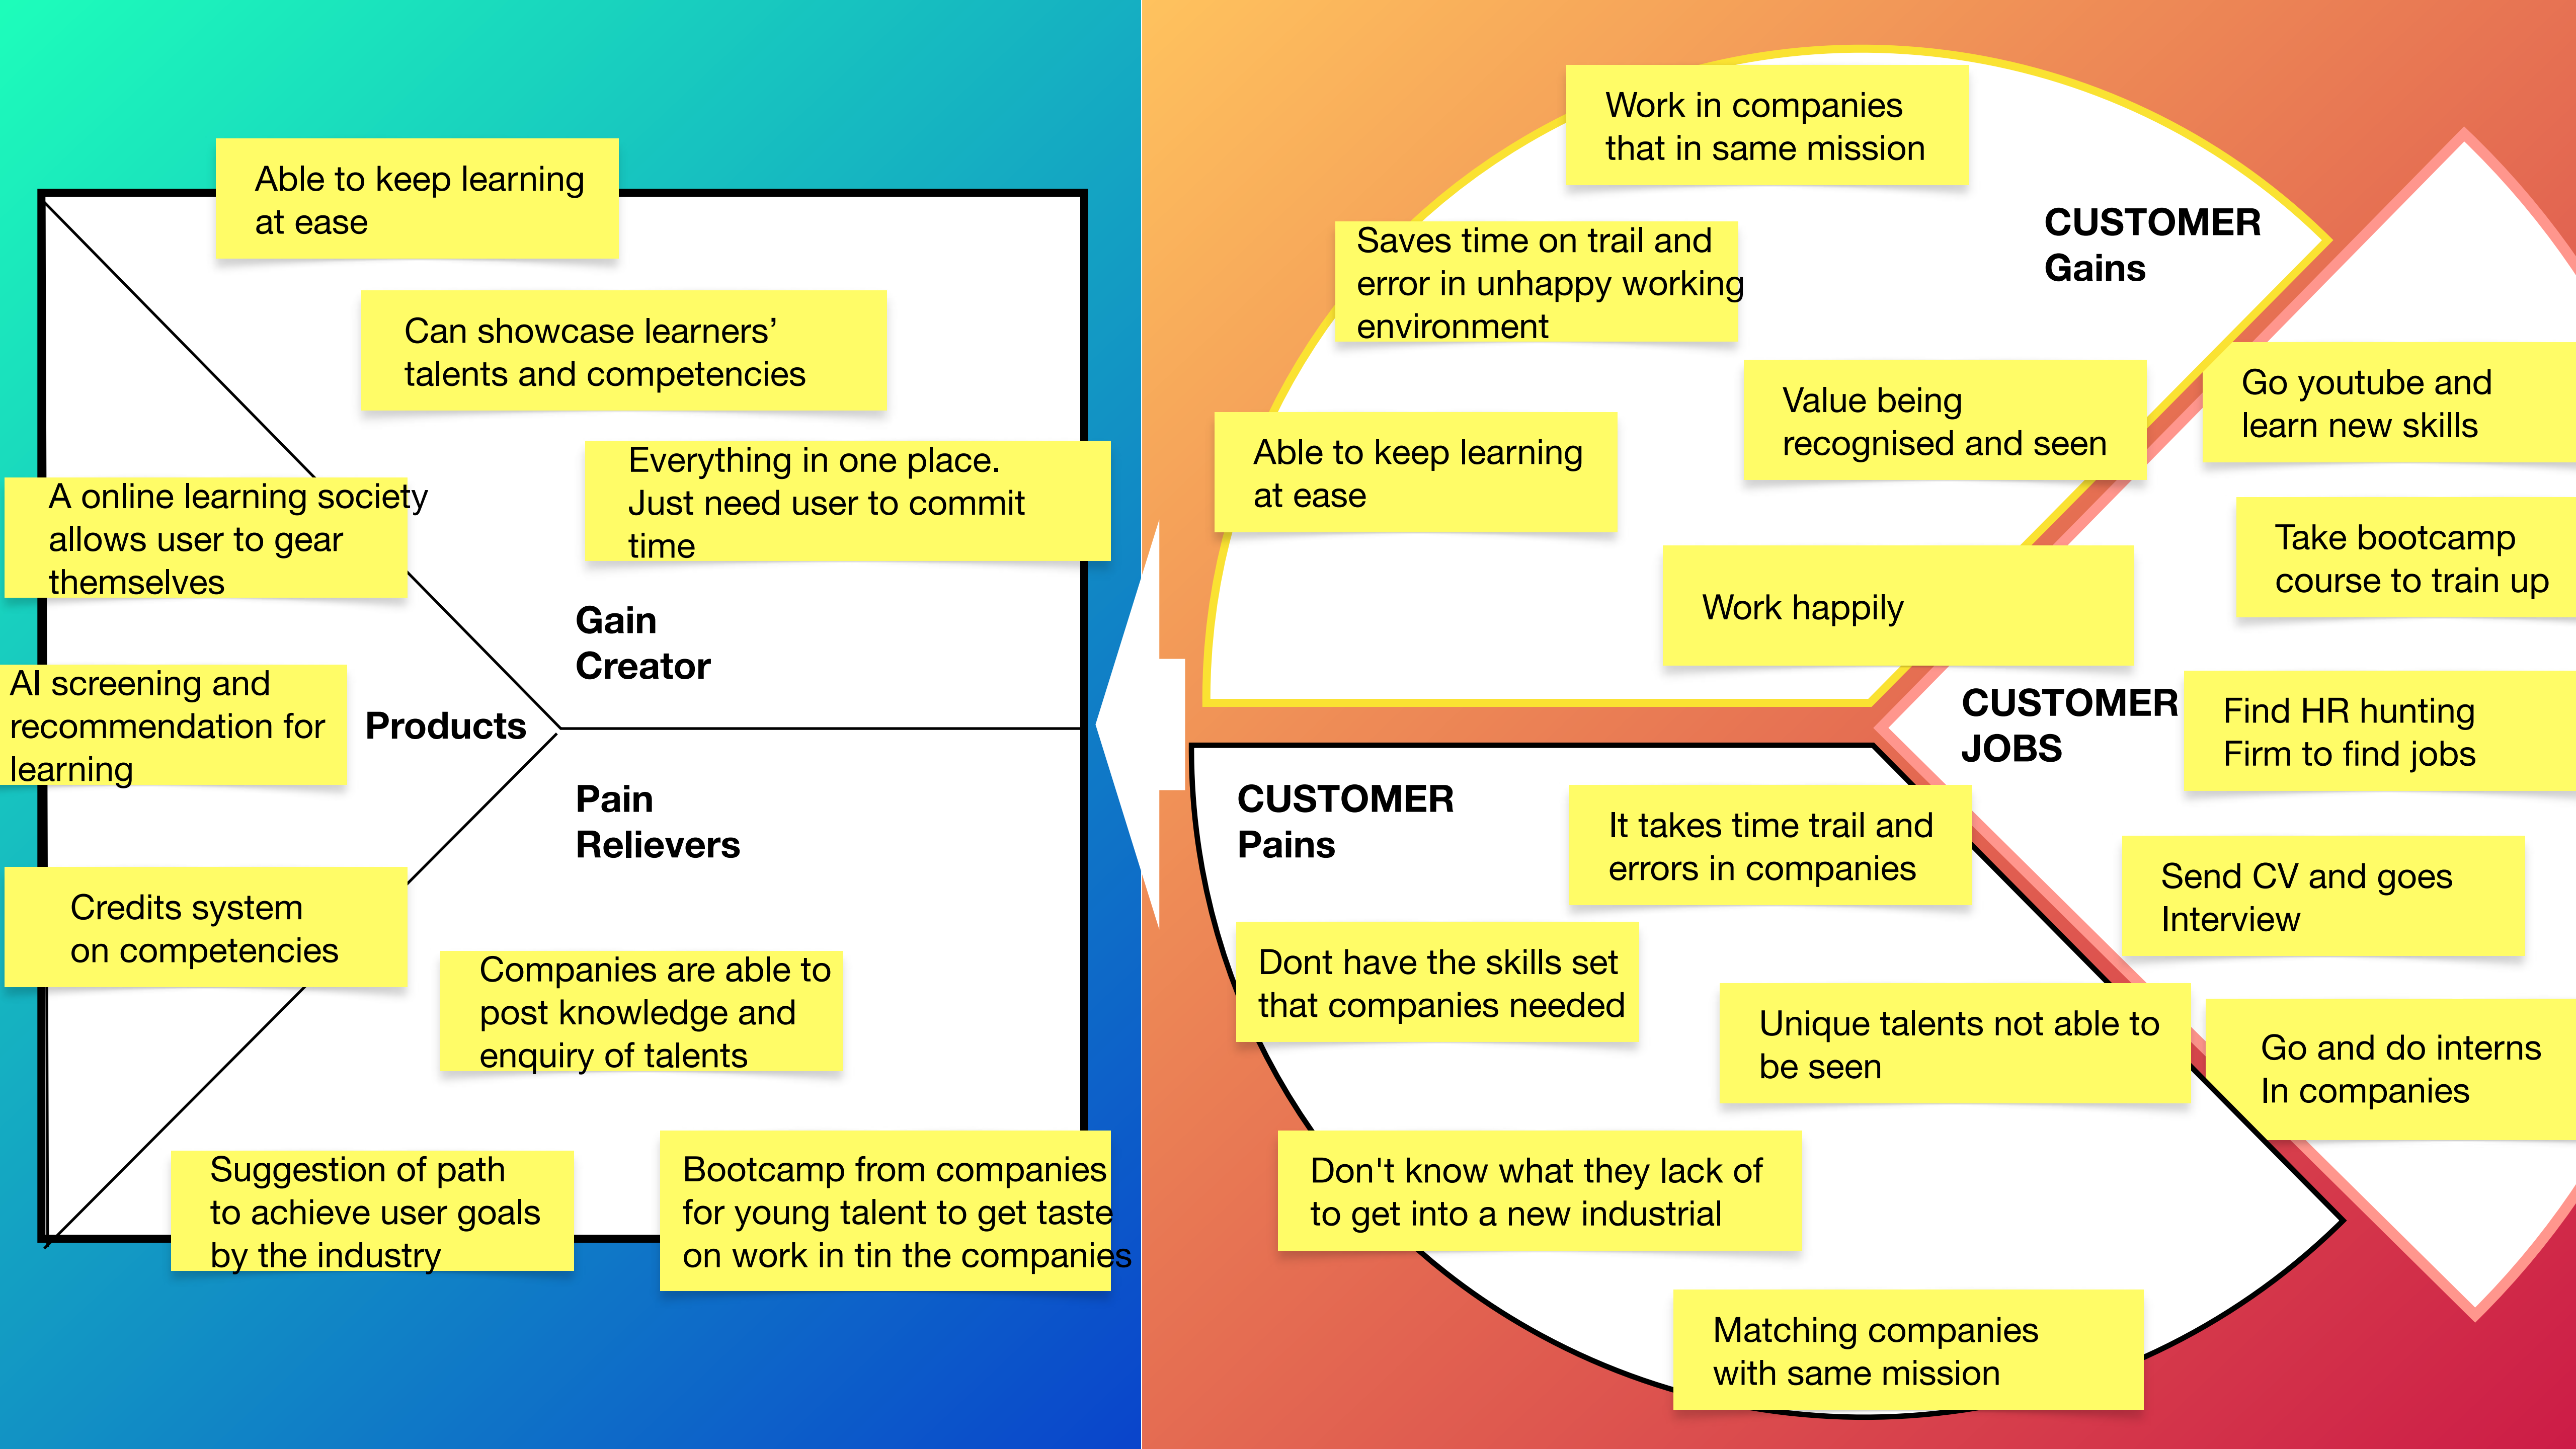 Able to keep learning
at ease
Can showcase learners’
talents and competencies
Everything in one place.
Just need user to commit
time
A online learning society
allows user to gear
themselves
Gain
Creator
AI screening and
recommendation for
learning
Products
Pain
Relievers
Credits system
on competencies
Companies are able to
post knowledge and
enquiry of talents
Suggestion of path
to achieve user goals
by the industry
Bootcamp from companies
for young talent to get taste
on work in tin the companies
Work in companies
that in same mission
CUSTOMER
Gains
Saves time on trail and
error in unhappy working
environment
Value being
recognised and seen
Able to keep learning
at ease
Work happily
Go youtube and
learn new skills
Take bootcamp
course to train up
CUSTOMER
JOBS
Find HR hunting
Firm to find jobs
Send CV and goes
Interview
Go and do interns
In companies
CUSTOMER
Pains
It takes time trail and
errors in companies
Dont have the skills set
that companies needed
Unique talents not able to
be seen
Don't know what they lack of
to get into a new industrial
Matching companies
with same mission